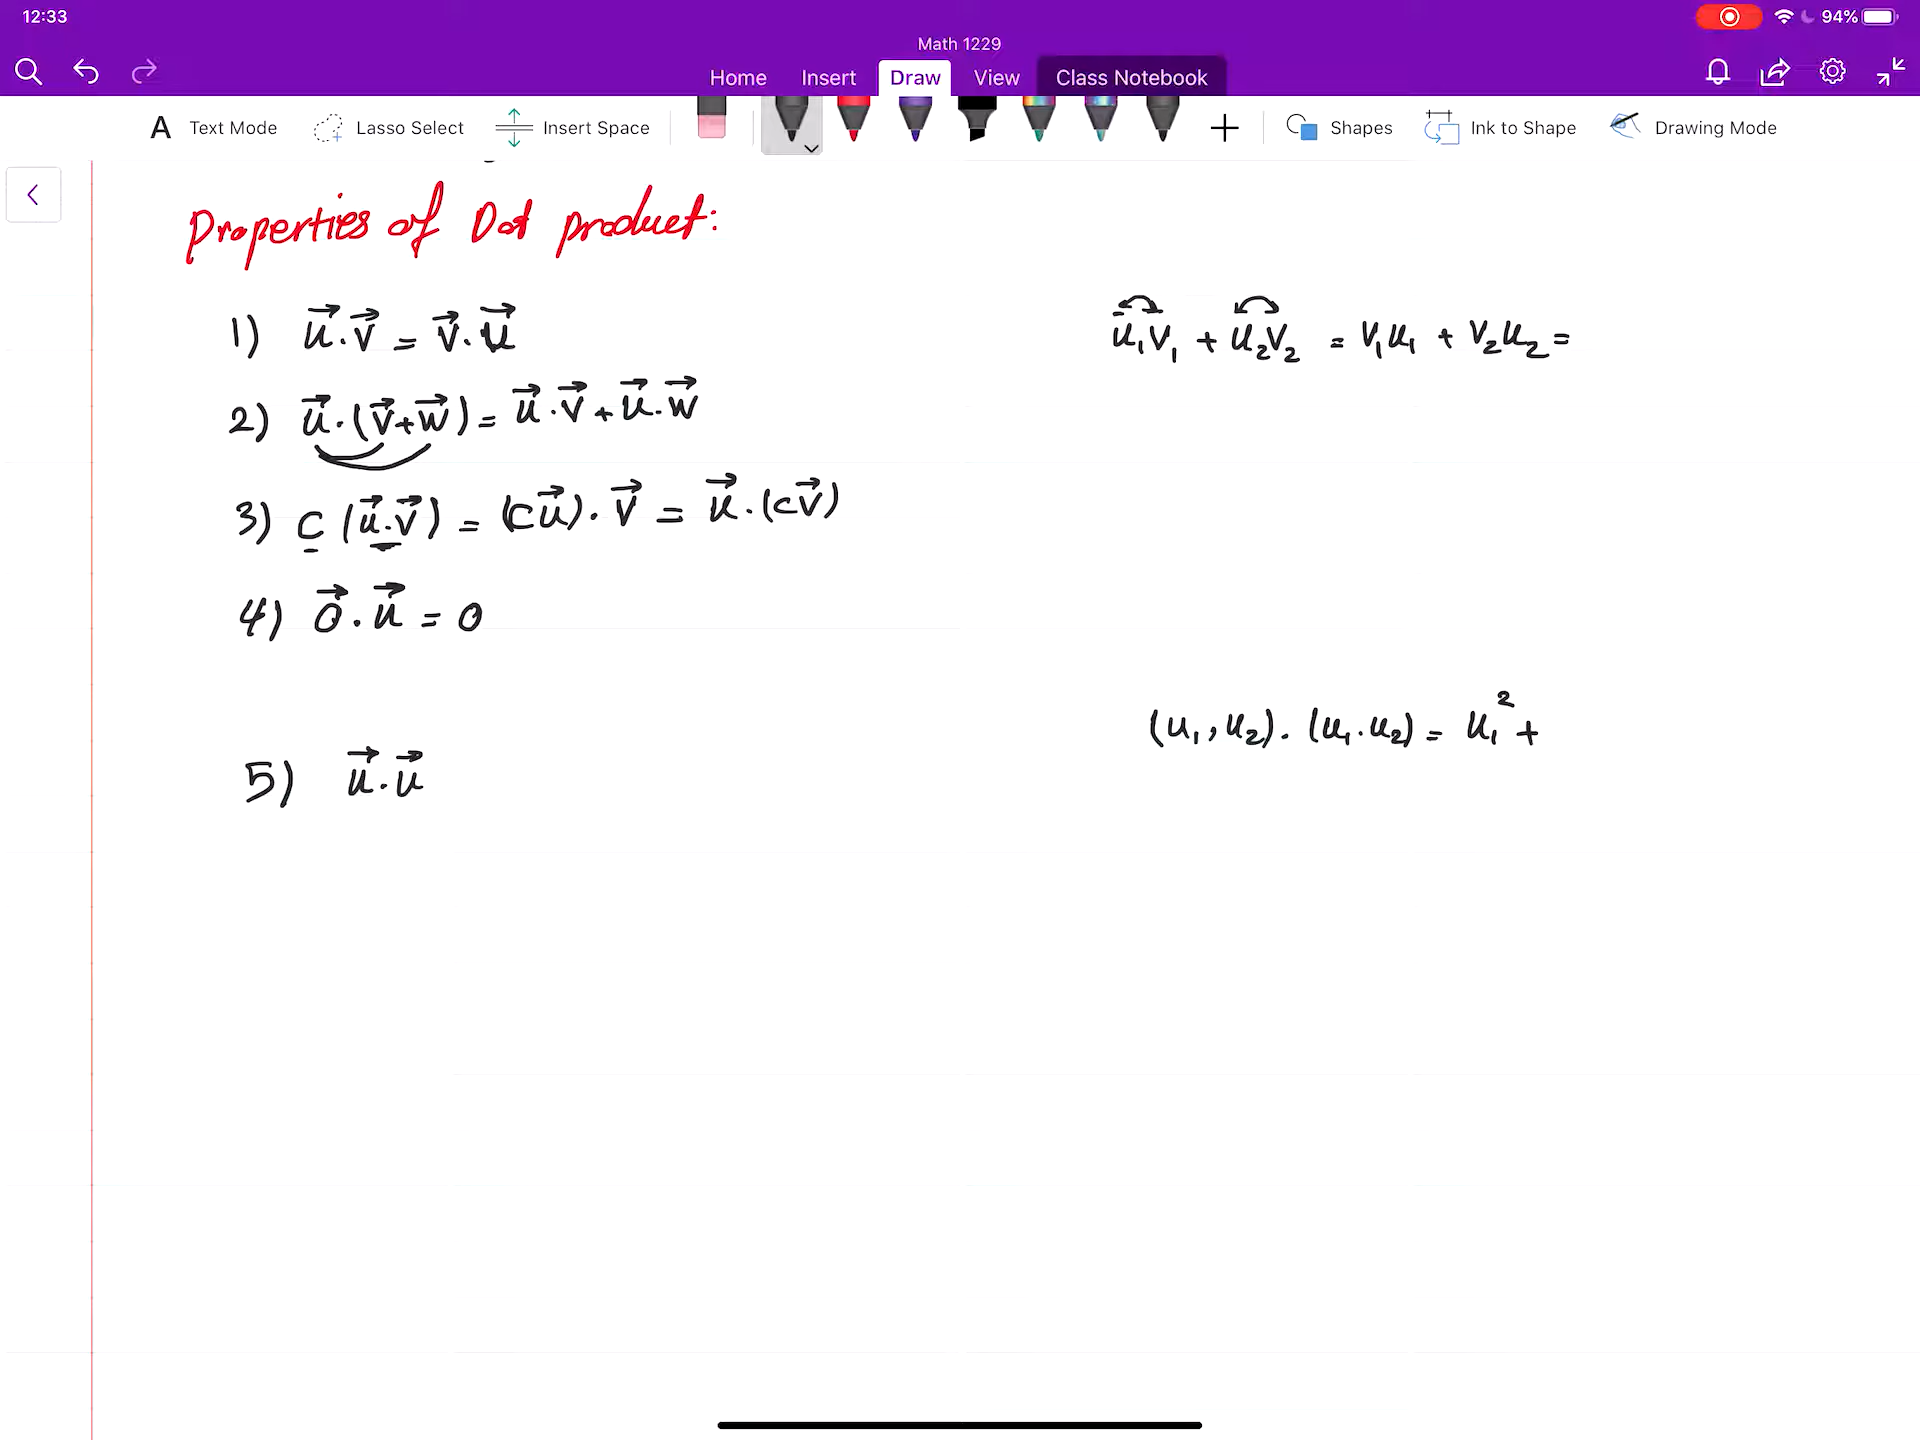 12:33
94%
Math 1229
Home Insert Draw View Class Notebook
A Text Mode Lasso Select Insert Space Shapes Ink to Shape Drawing Mode
Properties of Dot product:
1) u⃗·v⃗ = v⃗·u⃗
u₁v₁ + u₂v₂ = v₁u₁ + v₂u₂ =
2) u⃗·(v⃗+w⃗) = u⃗·v⃗ + u⃗·w⃗
3) c(u⃗·v⃗) = (cu⃗)·v⃗ = u⃗·(cv⃗)
4) 0⃗·u⃗ = 0
(u₁,u₂)·(u₁.u₂) = u₁² +
5) u⃗·u⃗